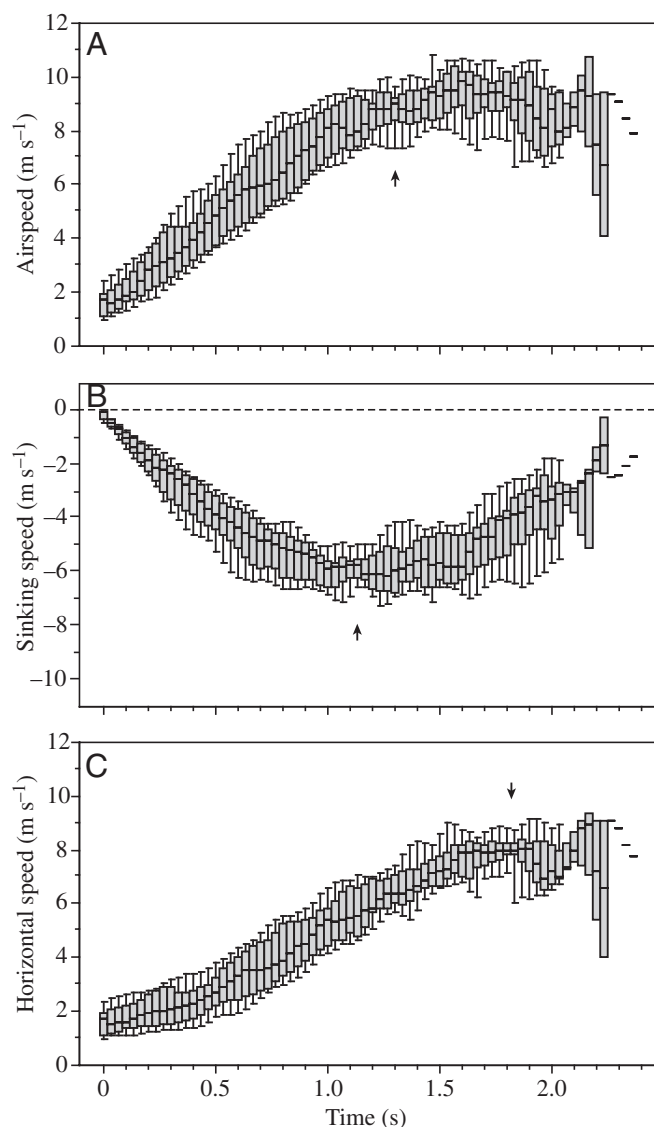 A
12
10
8
6
4
2
0
Airspeed (m s⁻¹)
B
0
–2
–4
–6
–8
–10
Sinking speed (m s⁻¹)
C
12
10
8
6
4
2
0
Horizontal speed (m s⁻¹)
0 0.5 1.0 1.5 2.0
Time (s)